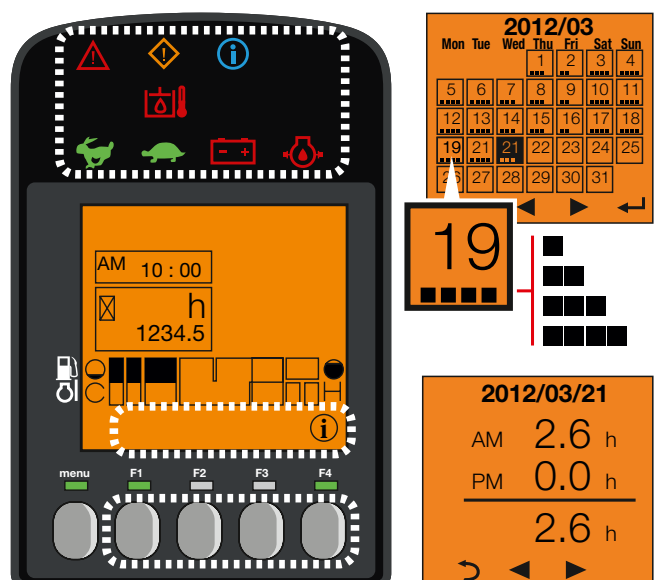 AM 10 : 00
h
1234.5
C H
i
menu F1 F2 F3 F4
2012/03
Mon Tue Wed Thu Fri Sat Sun
1 2 3 4
5 6 7 8 9 10 11
12 13 14 15 16 17 18
19 21 21 22 23 24 25
26 27 28 29 30 31
19
2012/03/21
AM 2.6 h
PM 0.0 h
2.6 h